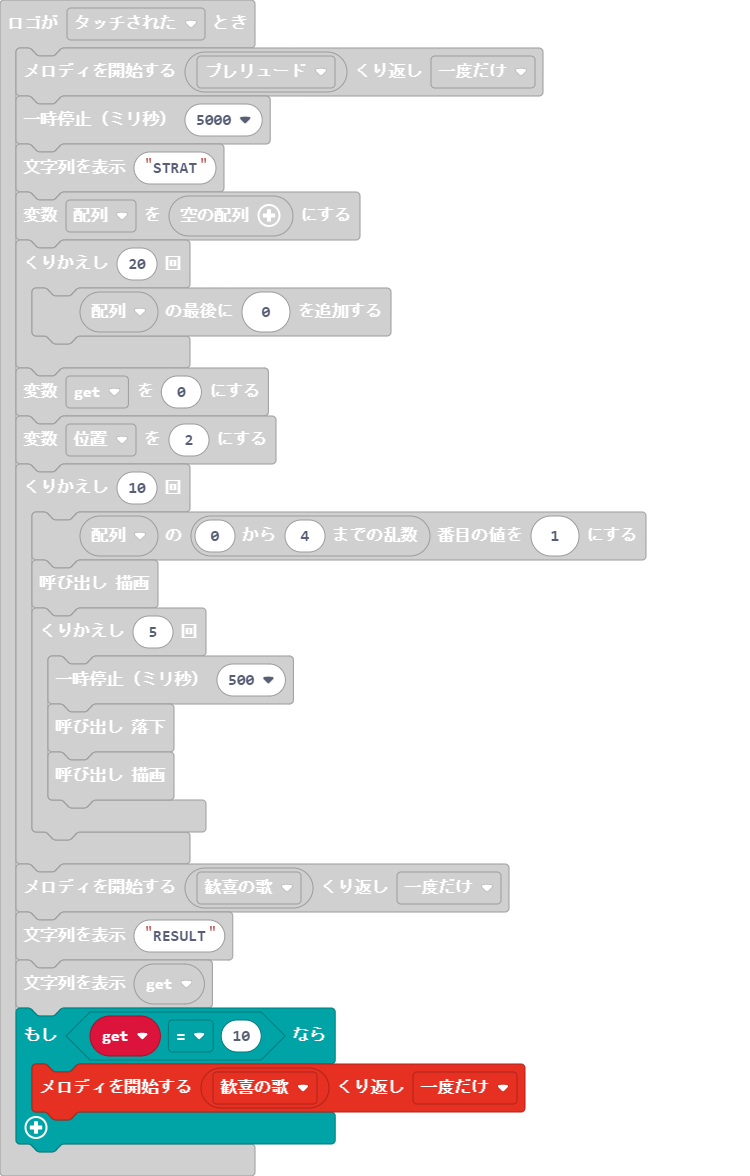 ロゴが タッチされた とき
メロディを開始する プレリュード くり返し 一度だけ
一時停止（ミリ秒） 5000
文字列を表示 "STRAT"
変数 配列 を 空の配列 にする
くりかえし 20 回
配列 の最後に 0 を追加する
変数 get を 0 にする
変数 位置 を 2 にする
くりかえし 10 回
配列 の 0 から 4 までの乱数 番目の値を 1 にする
呼び出し 描画
くりかえし 5 回
一時停止（ミリ秒） 500
呼び出し 落下
呼び出し 描画
メロディを開始する 歓喜の歌 くり返し 一度だけ
文字列を表示 "RESULT"
文字列を表示 get
もし get = 10 なら
メロディを開始する 歓喜の歌 くり返し 一度だけ